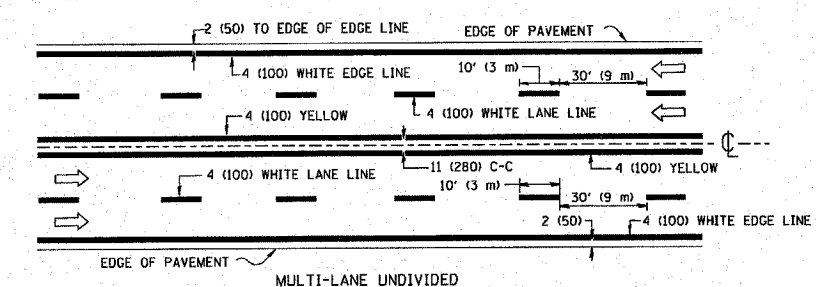 2 (50) TO EDGE OF EDGE LINE
EDGE OF PAVEMENT
4 (100) WHITE EDGE LINE
10' (3 m)
30' (9 m)
4 (100) YELLOW
4 (100) WHITE LANE LINE
℄
4 (100) WHITE LANE LINE
11 (280) C-C
4 (100) YELLOW
10' (3 m)
30' (9 m)
2 (50)
4 (100) WHITE EDGE LINE
EDGE OF PAVEMENT
MULTI-LANE UNDIVIDED